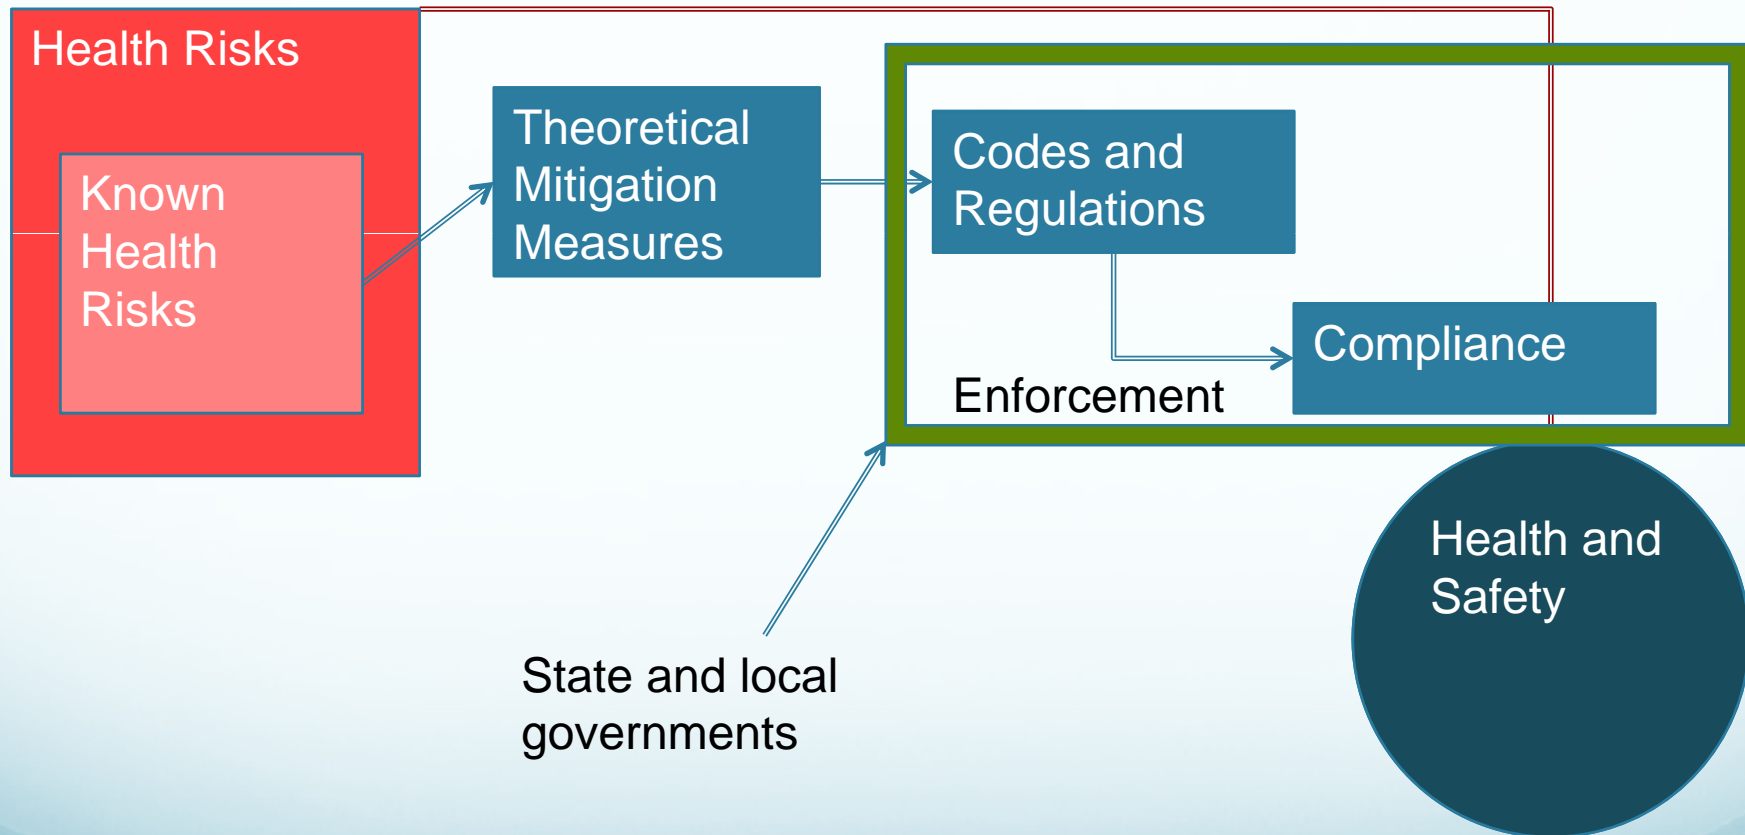 Health Risks
Known
Health
Risks
Theoretical
Mitigation
Measures
Codes and
Regulations
Compliance
Enforcement
Health and
Safety
State and local
governments